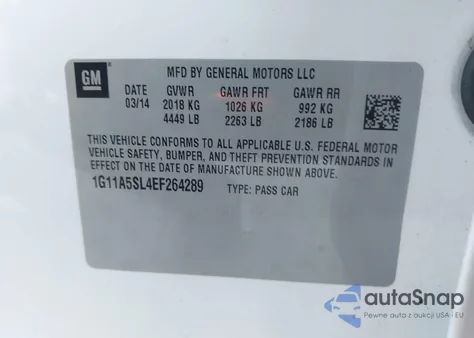 GM
MFD BY GENERAL MOTORS LLC
DATE GVWR GAWR FRT GAWR RR
03/14 2018 KG 1026 KG 992 KG
4449 LB 2263 LB 2186 LB
THIS VEHICLE CONFORMS TO ALL APPLICABLE U.S. FEDERAL MOTOR
VEHICLE SAFETY, BUMPER, AND THEFT PREVENTION STANDARDS IN
EFFECT ON THE DATE OF MANUFACTURE SHOWN ABOVE.
1G11A5SL4EF264289 TYPE: PASS CAR
autoSnap
Pewne auta z aukcji USA i EU